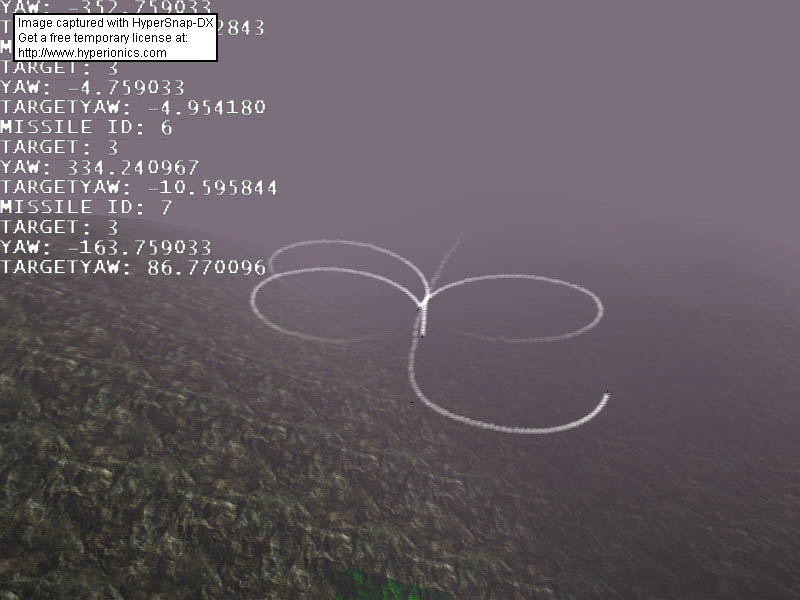 YAW: -352.759033
Image captured with HyperSnap-DX
Get a free temporary license at:
http://www.hyperionics.com
2843
TARGET: 3
YAW: -4.759033
TARGETYAW: -4.954180
MISSILE ID: 6
TARGET: 3
YAW: 334.240967
TARGETYAW: -10.595844
MISSILE ID: 7
TARGET: 3
YAW: -163.759033
TARGETYAW: 86.770096